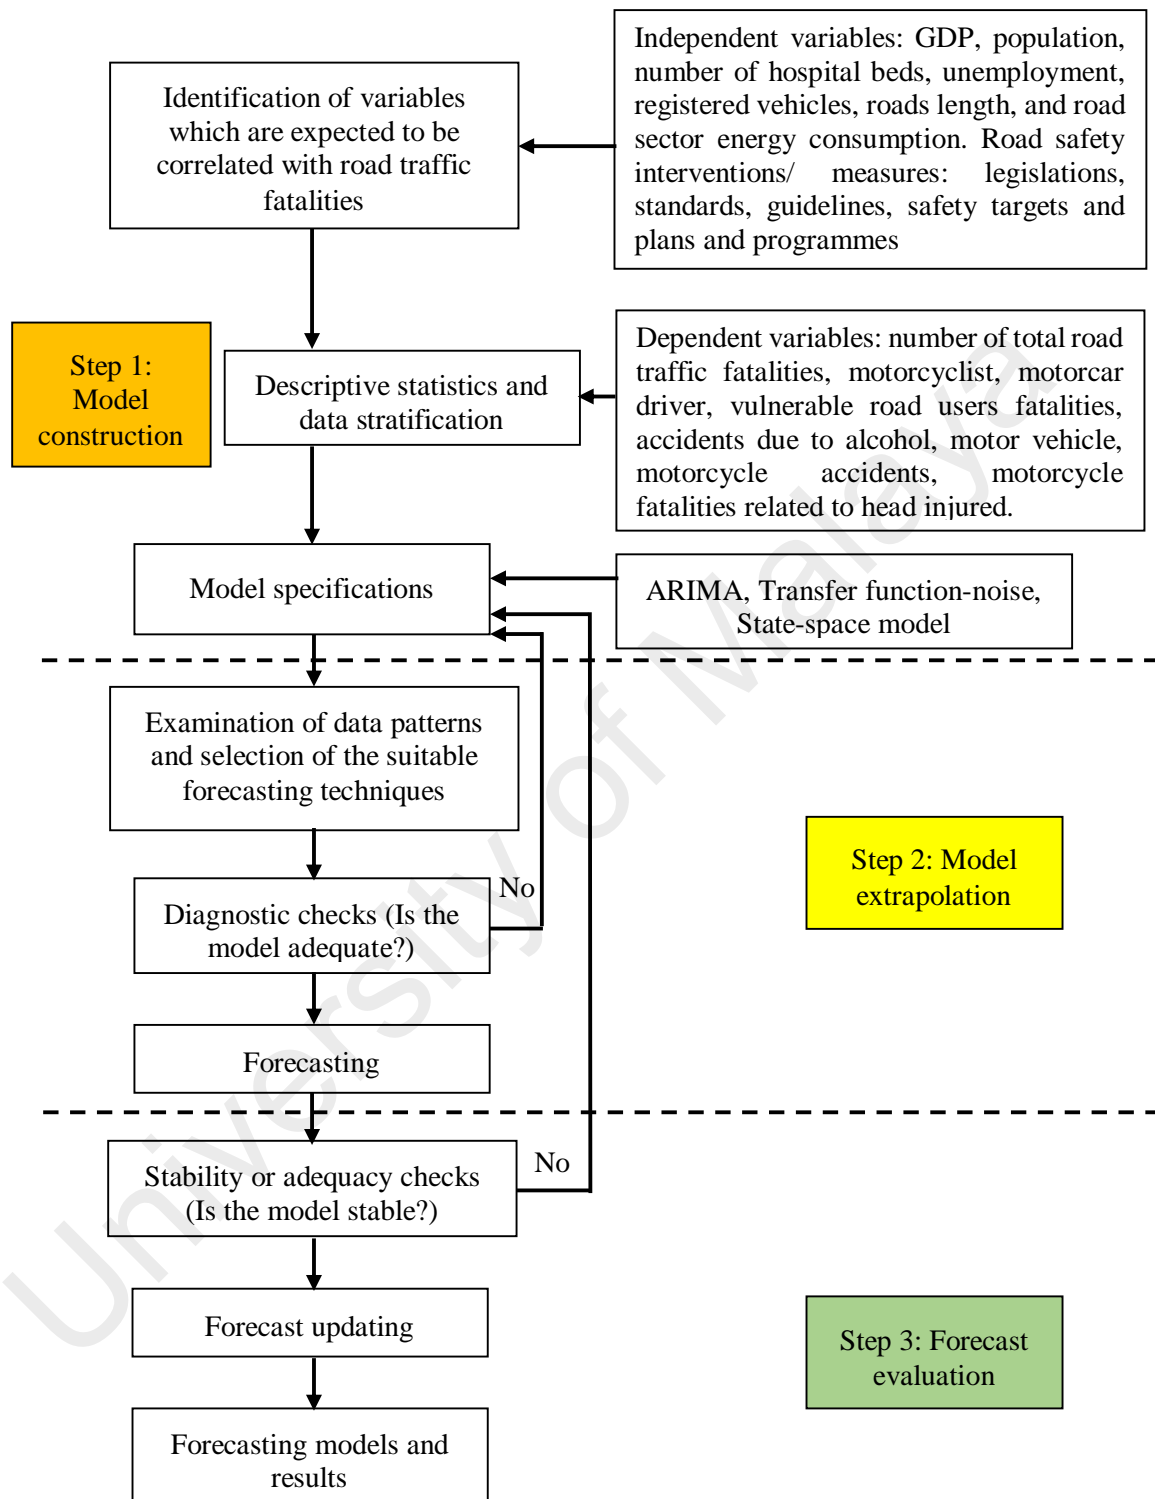 Independent variables: GDP, population,
number of hospital beds, unemployment,
registered vehicles, roads length, and road
sector energy consumption. Road safety
interventions/ measures: legislations,
standards, guidelines, safety targets and
plans and programmes
Identification of variables
which are expected to be
correlated with road traffic
fatalities
Step 1:
Model
construction
Descriptive statistics and
data stratification
Dependent variables: number of total road
traffic fatalities, motorcyclist, motorcar
driver, vulnerable road users fatalities,
accidents due to alcohol, motor vehicle,
motorcycle accidents, motorcycle
fatalities related to head injured.
Model specifications
ARIMA, Transfer function-noise,
State-space model
Examination of data patterns
and selection of the suitable
forecasting techniques
Step 2: Model
extrapolation
No
Diagnostic checks (Is the
model adequate?)
Forecasting
Stability or adequacy checks
(Is the model stable?)
No
Forecast updating
Step 3: Forecast
evaluation
Forecasting models and
results
University of Malaya